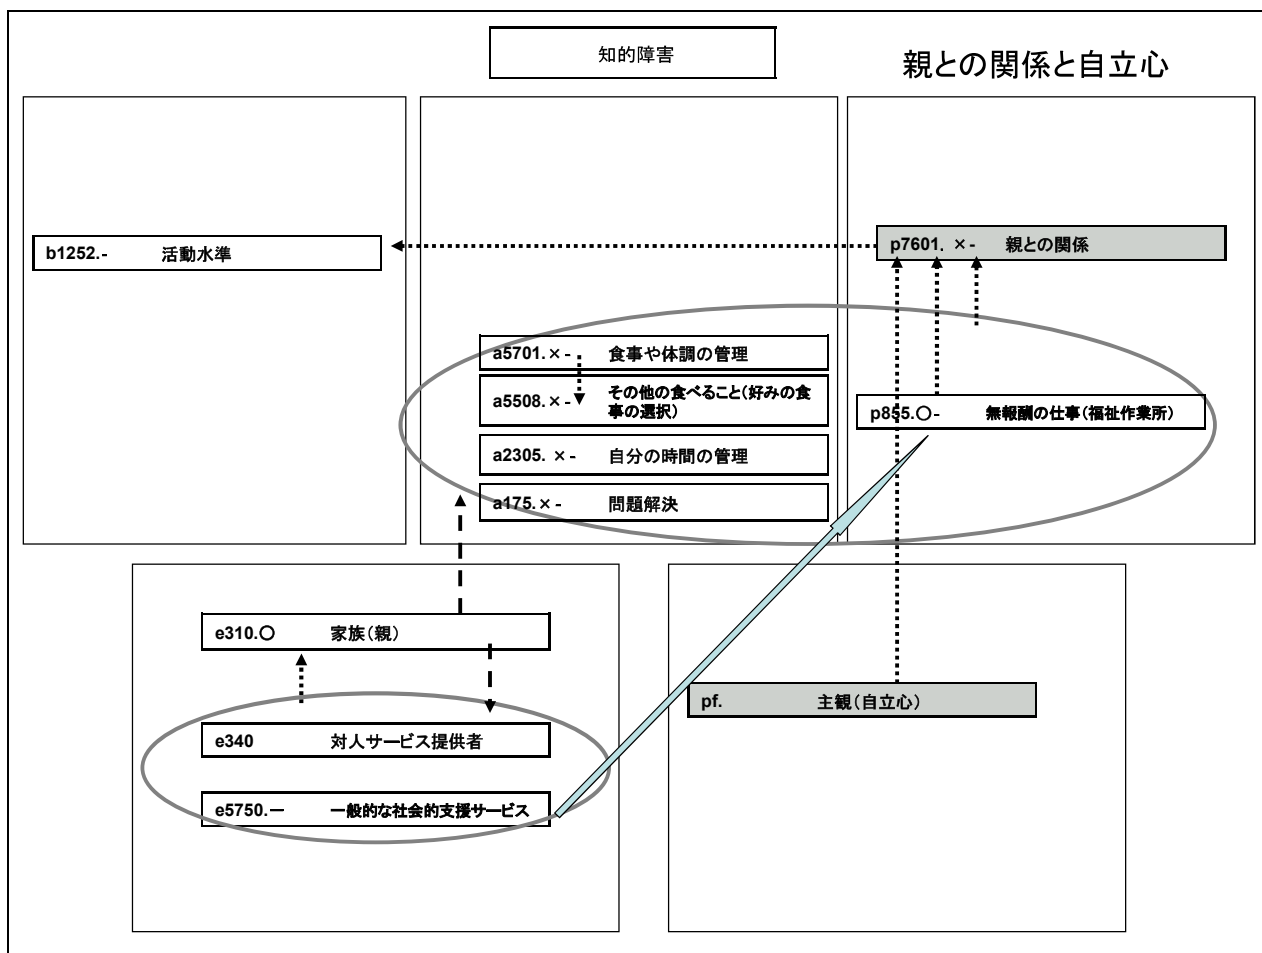 知的障害
親との関係と自立心
b1252.- 活動水準
p7601. ×- 親との関係
a5701.×- 食事や体調の管理
a5508.×- その他の食べること(好みの食
事の選択)
p855.○- 無報酬の仕事(福祉作業所)
a2305. ×- 自分の時間の管理
a175.×- 問題解決
e310.○ 家族(親)
pf. 主観(自立心)
e340 対人サービス提供者
e5750.ー 一般的な社会的支援サービス